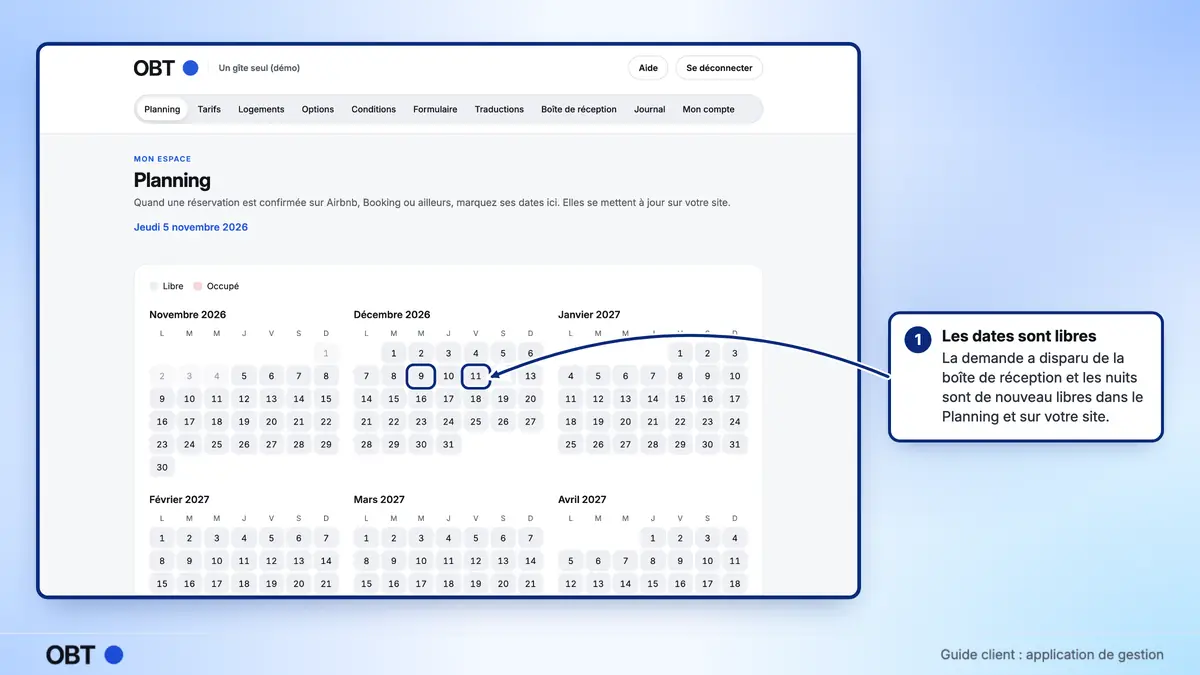 OBT
Un gîte seul (démo)
Aide
Se déconnecter
Planning Tarifs Logements Options Conditions Formulaire Traductions Boîte de réception Journal Mon compte
MON ESPACE
Planning
Quand une réservation est confirmée sur Airbnb, Booking ou ailleurs, marquez ses dates ici. Elles se mettent à jour sur votre site.
Jeudi 5 novembre 2026
Libre Occupé
Novembre 2026
L M M J V S D
1
2 3 4 5 6 7 8
9 10 11 12 13 14 15
16 17 18 19 20 21 22
23 24 25 26 27 28 29
30
Décembre 2026
L M M J V S D
1 2 3 4 5 6
7 8 9 10 11 13
14 15 16 17 18 19 20
21 22 23 24 25 26 27
28 29 30 31
Janvier 2027
L M M J V S D
1 2 3
4 5 6 7 8 9 10
11 12 13 14 15 16 17
18 19 20 21 22 23 24
25 26 27 28 29 30 31
Février 2027
L M M J V S D
1 2 3 4 5 6 7
8 9 10 11 12 13 14
15 16 17 18 19 20 21
Mars 2027
L M M J V S D
1 2 3 4 5 6 7
8 9 10 11 12 13 14
15 16 17 18 19 20 21
Avril 2027
L M M J V S D
1 2 3 4
5 6 7 8 9 10 11
12 13 14 15 16 17 18
1 Les dates sont libres
La demande a disparu de la
boîte de réception et les nuits
sont de nouveau libres dans le
Planning et sur votre site.
OBT
Guide client : application de gestion